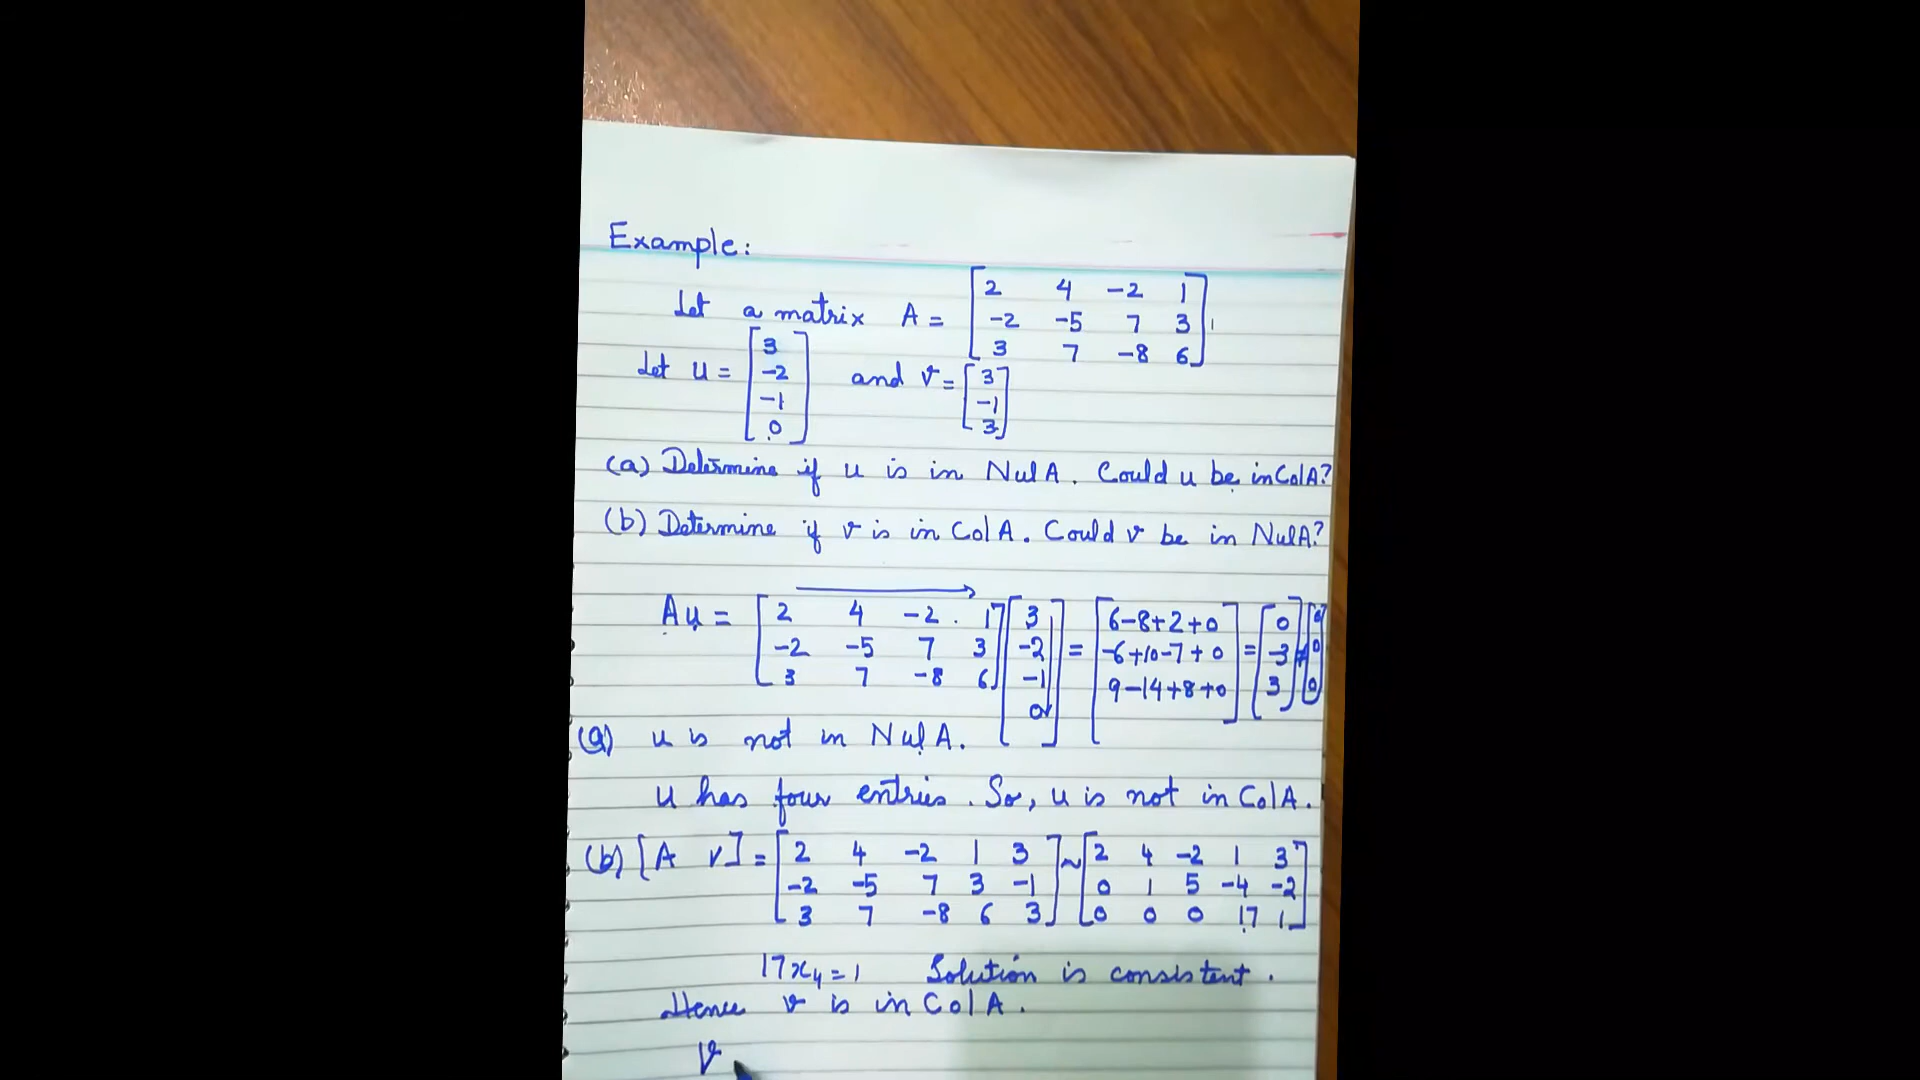 Example:
Let a matrix A = [2 4 -2 1
-2 -5 7 3
3 7 -8 6],
Let u = [3
-2
-1
0] and v = [3
-1
3]
(a) Determine if u is in Nul A. Could u be in Col A?
(b) Determine if v is in Col A. Could v be in Nul A?
Au = [2 4 -2 1
-2 -5 7 3
3 7 -8 6] [3
-2
-1
0] = [6-8+2+0
-6+10-7+0
9-14+8+0] = [0
-3
3] ≠ [0
0
0]
(a) u is not in Nul A.
u has four entries. So, u is not in Col A.
(b) [A v] = [2 4 -2 1 3
-2 -5 7 3 -1
3 7 -8 6 3] ~ [2 4 -2 1 3
0 1 5 -4 -2
0 0 0 17 1]
17x₄ = 1 Solution is consistent.
Hence v is in Col A.
v